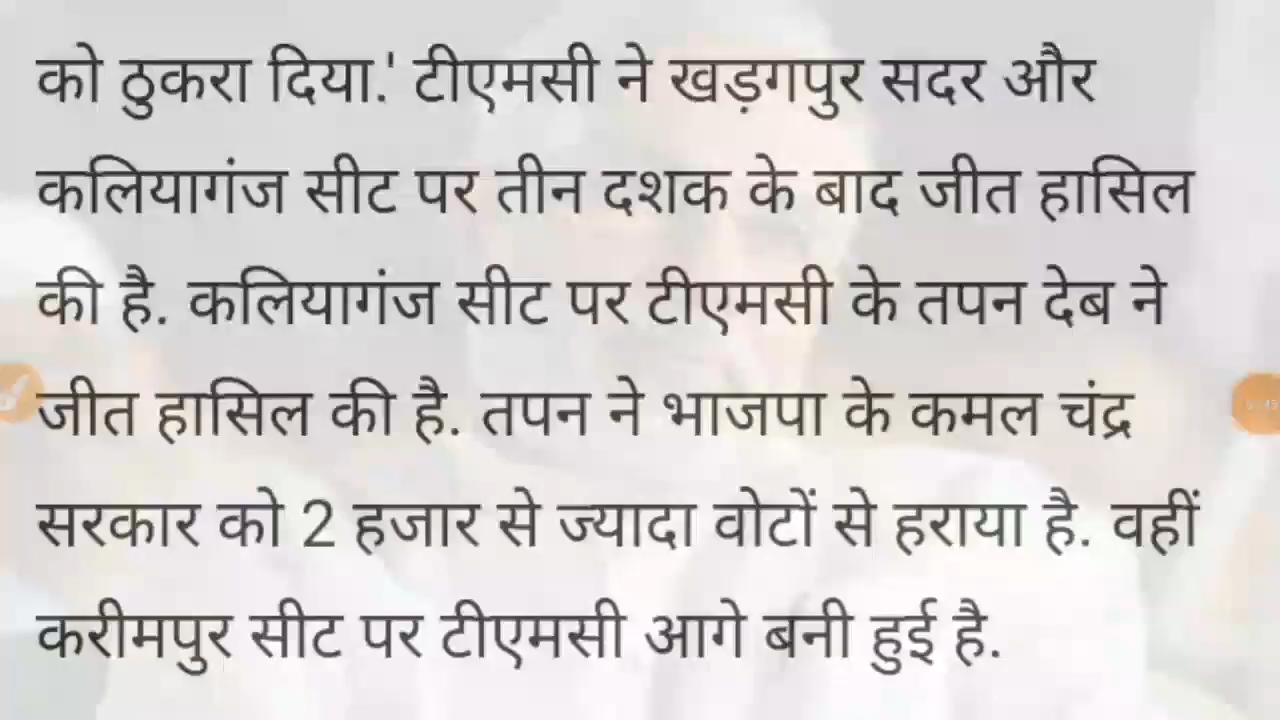 को ठुकरा दिया.' टीएमसी ने खड़गपुर सदर और
कलियागंज सीट पर तीन दशक के बाद जीत हासिल
की है. कलियागंज सीट पर टीएमसी के तपन देब ने
जीत हासिल की है. तपन ने भाजपा के कमल चंद्र
सरकार को 2 हजार से ज्यादा वोटों से हराया है. वहीं
करीमपुर सीट पर टीएमसी आगे बनी हुई है.